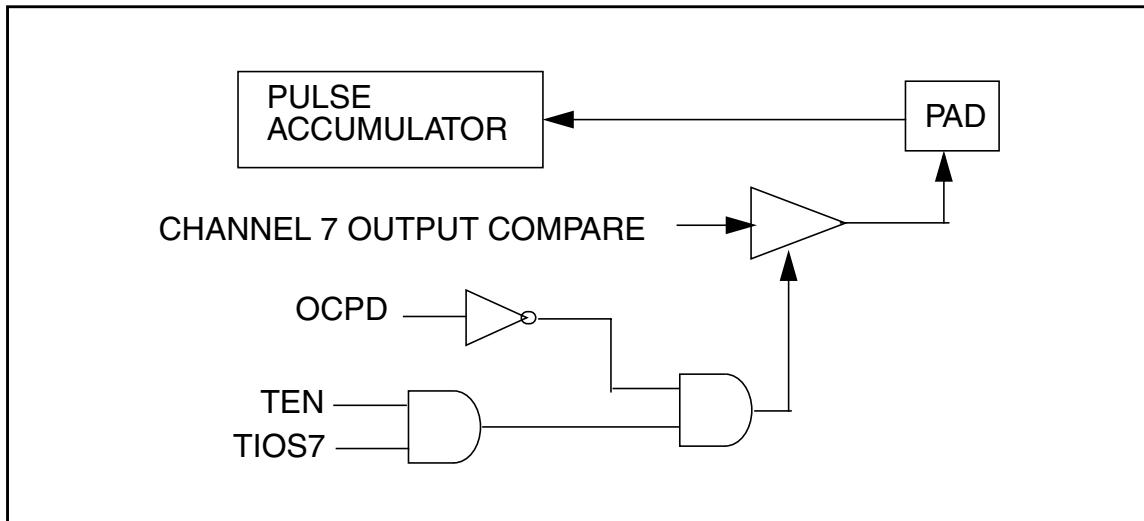 PULSE
ACCUMULATOR
PAD
CHANNEL 7 OUTPUT COMPARE
OCPD
TEN
TIOS7